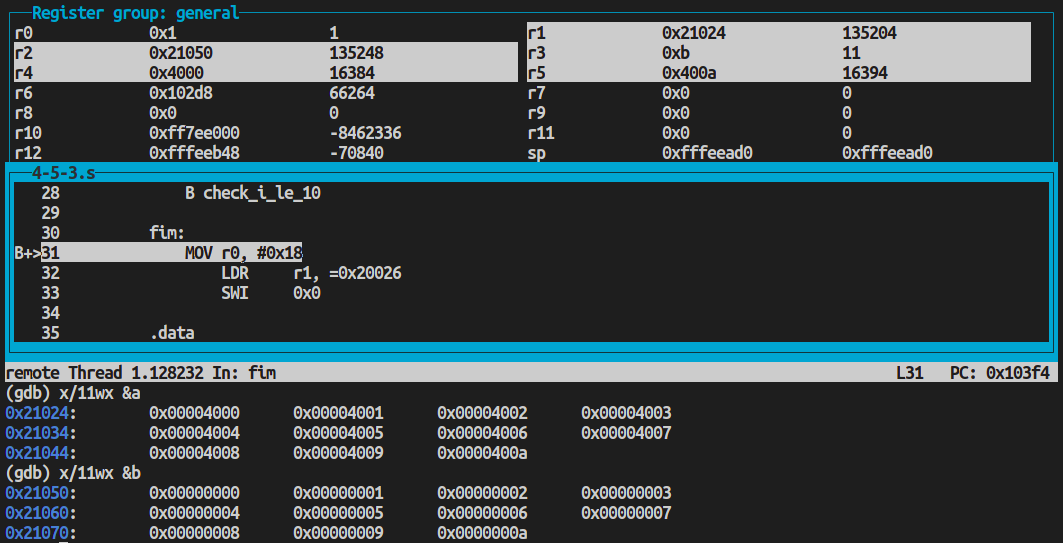 Register group: general
r0 0x1 1 r1 0x21024 135204
r2 0x21050 135248 r3 0xb 11
r4 0x4000 16384 r5 0x400a 16394
r6 0x102d8 66264 r7 0x0 0
r8 0x0 0 r9 0x0 0
r10 0xff7ee000 -8462336 r11 0x0 0
r12 0xfffeeb48 -70840 sp 0xfffeead0 0xfffeead0
4-5-3.s
28 B check_i_le_10
29
30 fim:
B+>31 MOV r0, #0x18
32 LDR r1, =0x20026
33 SWI 0x0
34
35 .data
remote Thread 1.128232 In: fim L31 PC: 0x103f4
(gdb) x/11wx &a
0x21024: 0x00004000 0x00004001 0x00004002 0x00004003
0x21034: 0x00004004 0x00004005 0x00004006 0x00004007
0x21044: 0x00004008 0x00004009 0x0000400a
(gdb) x/11wx &b
0x21050: 0x00000000 0x00000001 0x00000002 0x00000003
0x21060: 0x00000004 0x00000005 0x00000006 0x00000007
0x21070: 0x00000008 0x00000009 0x0000000a